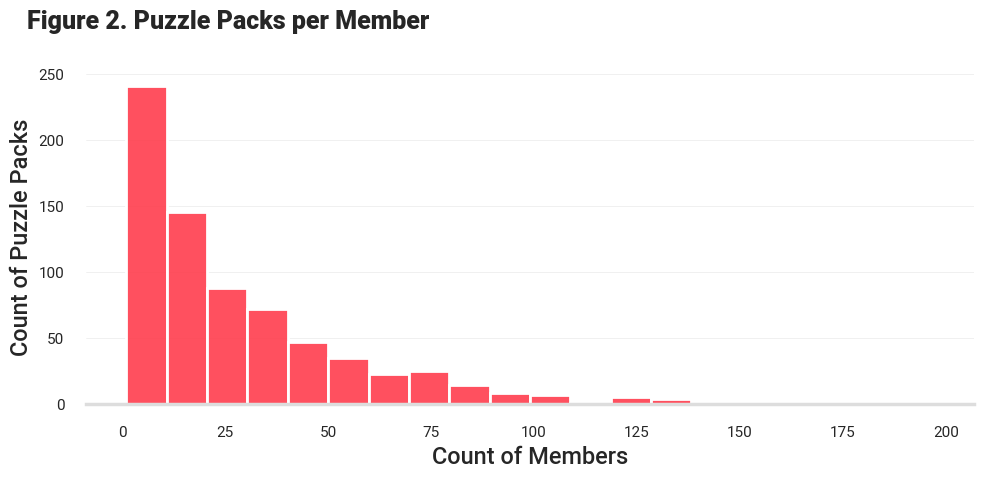 Figure 2. Puzzle Packs per Member
Count of Puzzle Packs
250
200
150
100
50
0
0 25 50 75 100 125 150 175 200
Count of Members